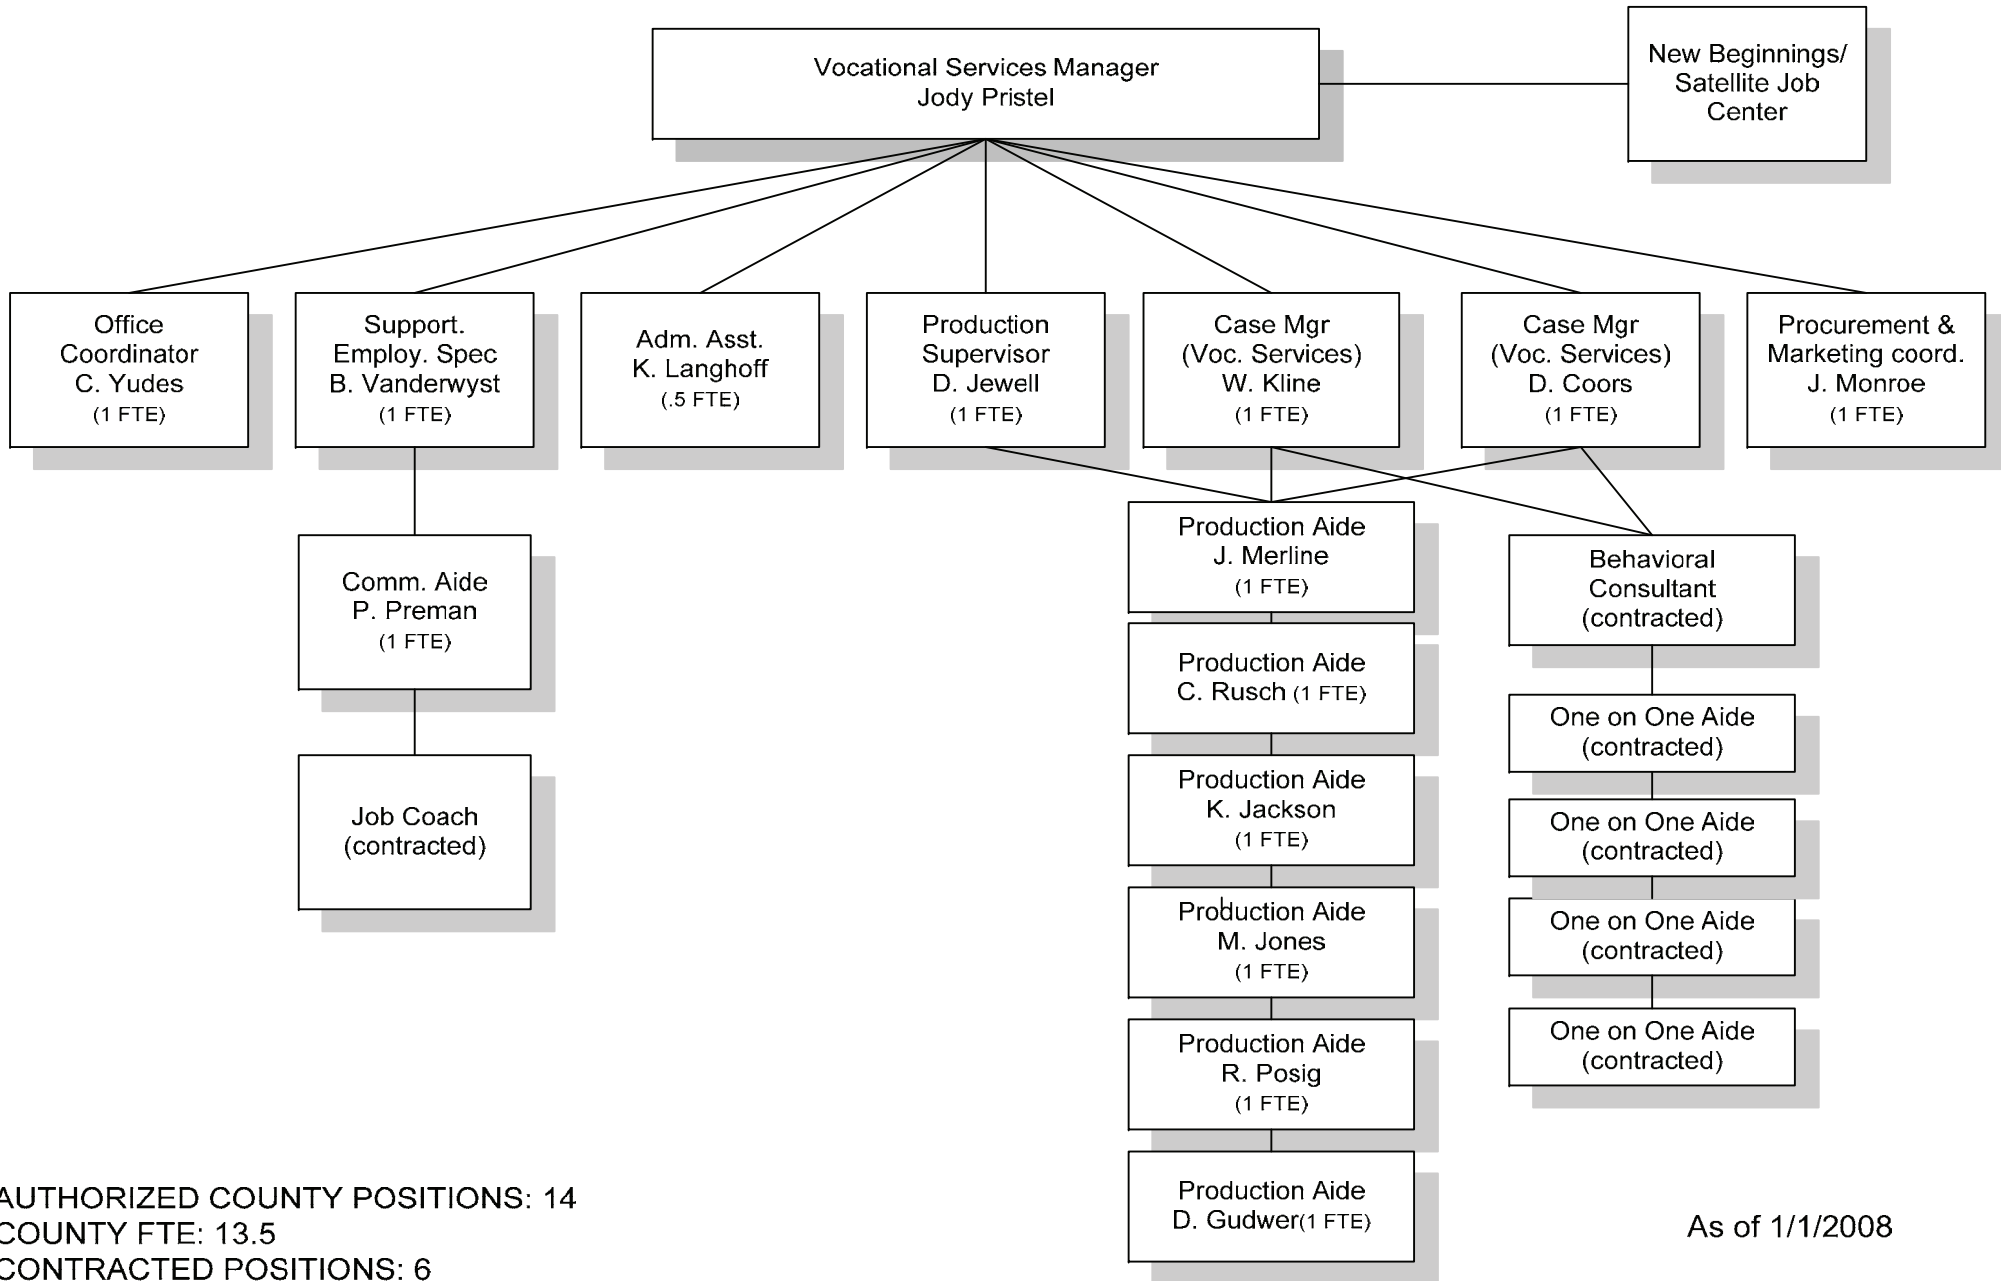 Vocational Services Manager
Jody Pristel
New Beginnings/
Satellite Job
Center
Office
Coordinator
C. Yudes
(1 FTE)
Support.
Employ. Spec
B. Vanderwyst
(1 FTE)
Adm. Asst.
K. Langhoff
(.5 FTE)
Production
Supervisor
D. Jewell
(1 FTE)
Case Mgr
(Voc. Services)
W. Kline
(1 FTE)
Case Mgr
(Voc. Services)
D. Coors
(1 FTE)
Procurement &
Marketing coord.
J. Monroe
(1 FTE)
Comm. Aide
P. Preman
(1 FTE)
Job Coach
(contracted)
Production Aide
J. Merline
(1 FTE)
Production Aide
C. Rusch (1 FTE)
Production Aide
K. Jackson
(1 FTE)
Production Aide
M. Jones
(1 FTE)
Production Aide
R. Posig
(1 FTE)
Production Aide
D. Gudwer(1 FTE)
Behavioral
Consultant
(contracted)
One on One Aide
(contracted)
One on One Aide
(contracted)
One on One Aide
(contracted)
One on One Aide
(contracted)
AUTHORIZED COUNTY POSITIONS: 14
COUNTY FTE: 13.5
CONTRACTED POSITIONS: 6
As of 1/1/2008